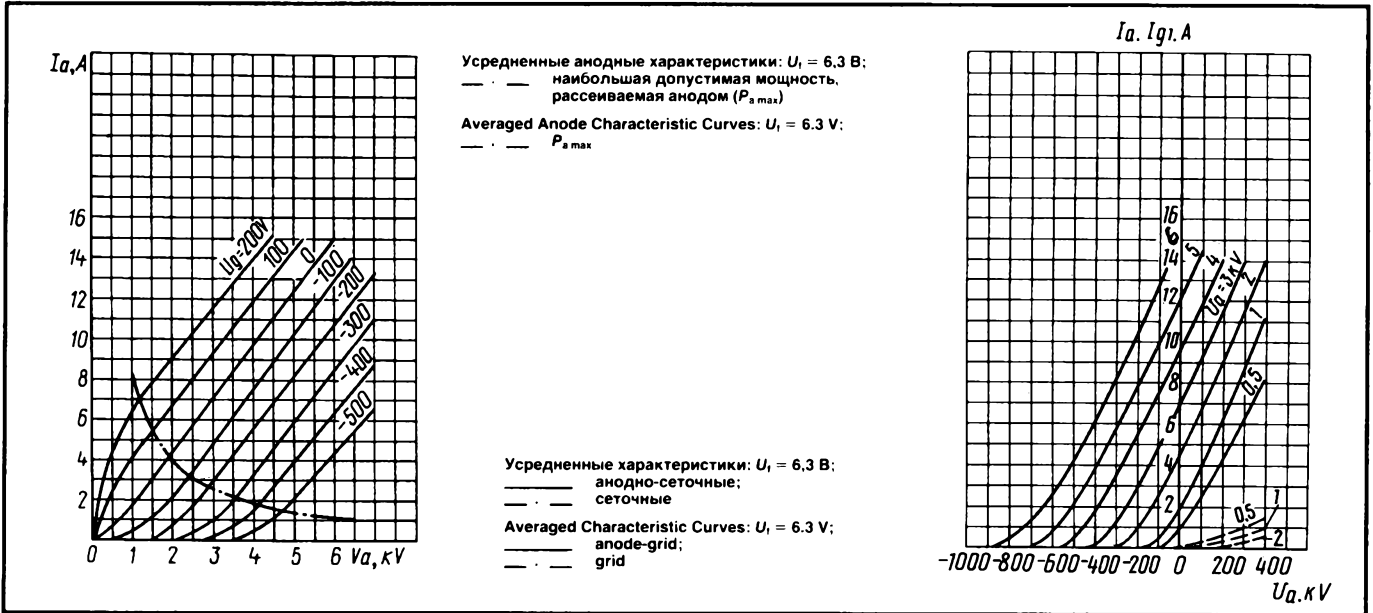 Ia,A
16
14
12
10
8
6
4
2
0 1 2 3 4 5 6 Va,кV
Ug=200V
100
0
-100
-200
-300
-400
-500
Усредненные анодные характеристики: Uf = 6,3 В;
— · — наибольшая допустимая мощность,
рассеиваемая анодом (Pa max)
Averaged Anode Characteristic Curves: Uf = 6.3 V;
— · — Pa max
Усредненные характеристики: Uf = 6,3 В;
—— анодно-сеточные;
— · — сеточные
Averaged Characteristic Curves: Uf = 6.3 V;
—— anode-grid;
— · — grid
Ia. Ig1. A
16
14
12
10
8
6
4
2
6
5
4
Ua=3кV
2
1
0,5
0,5
1
2
-1000-800-600-400-200 0 200 400
Ua.кV